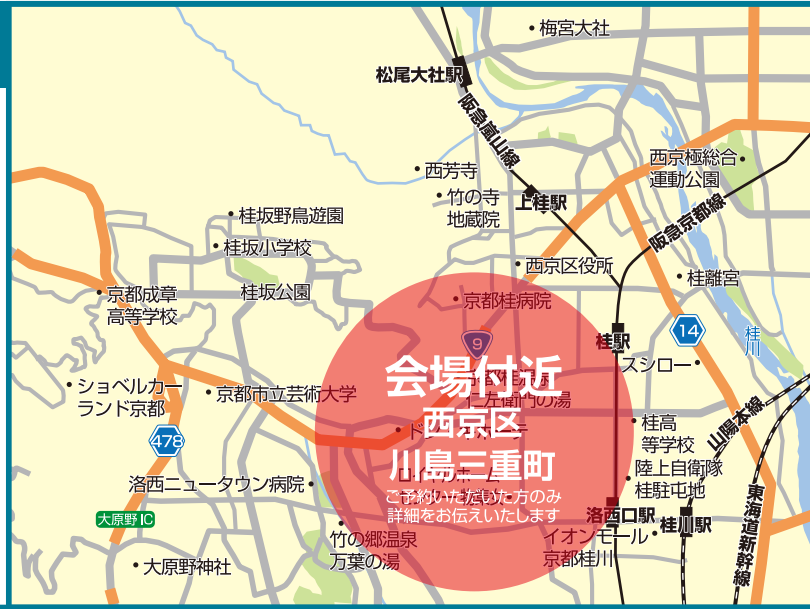 梅宮大社
松尾大社駅
阪急嵐山線
西芳寺
竹の寺
地蔵院
上桂駅
西京極総合
運動公園
阪急京都線
桂坂野鳥遊園
桂坂小学校
桂坂公園
西京区役所
桂離宮
京都成章
高等学校
京都桂病院
9
14
桂川
桂駅
スシロー
会場付近
仁左衛門の湯
西京区
川島三重町
ご予約いただいた方のみ
詳細をお伝えいたします
ショベルカー
ランド京都
京都市立芸術大学
478
桂高
等学校
山陽本線
陸上自衛隊
桂駐屯地
洛西ニュータウン病院
大原野IC
洛西口駅
桂川駅
東海道新幹線
竹の郷温泉
万葉の湯
イオンモール
京都桂川
大原野神社